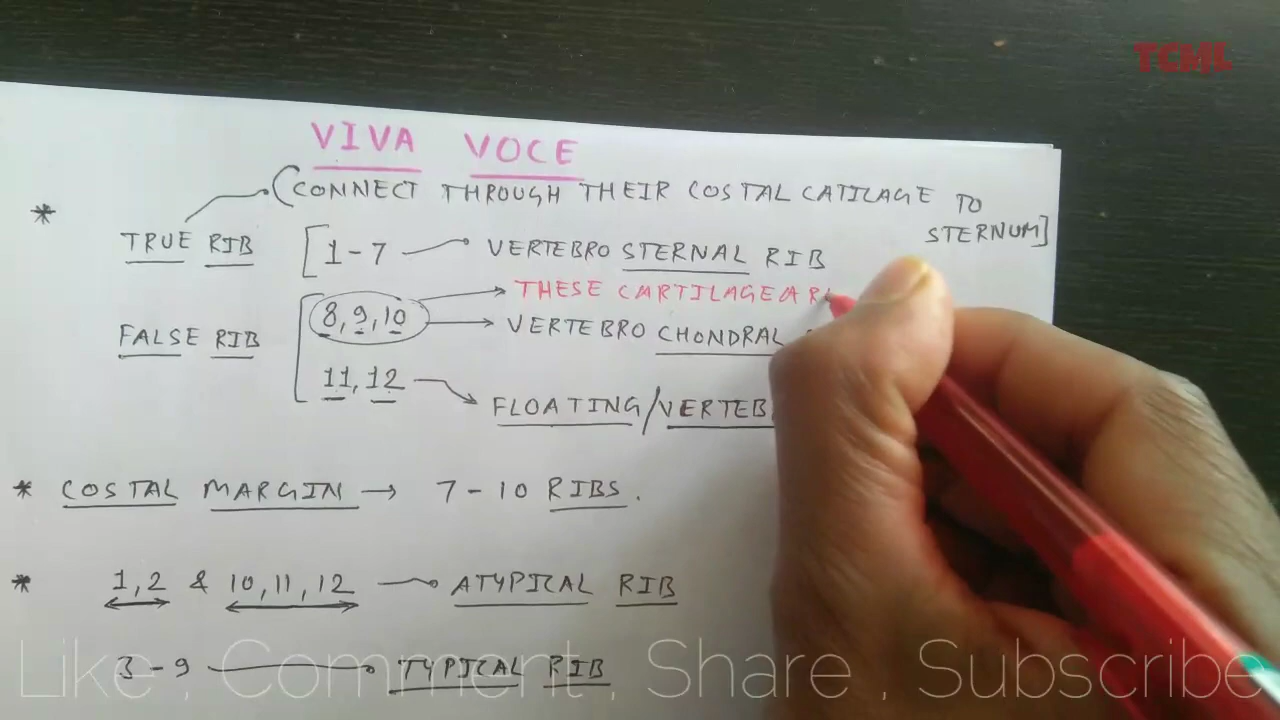 TCML
VIVA VOCE
(CONNECT THROUGH THEIR COSTAL CATILAGE TO
STERNUM]
*
TRUE RIB [1-7 VERTEBRO STERNAL RIB
THESE CARTILAGE AR
FALSE RIB [8,9,10 VERTEBRO CHONDRAL
11,12 FLOATING/VERTEB
* COSTAL MARGIN → 7-10 RIBS.
* 1,2 & 10,11,12 ATYPICAL RIB
3-9 TYPICAL RIB
Like, Comment, Share, Subscribe